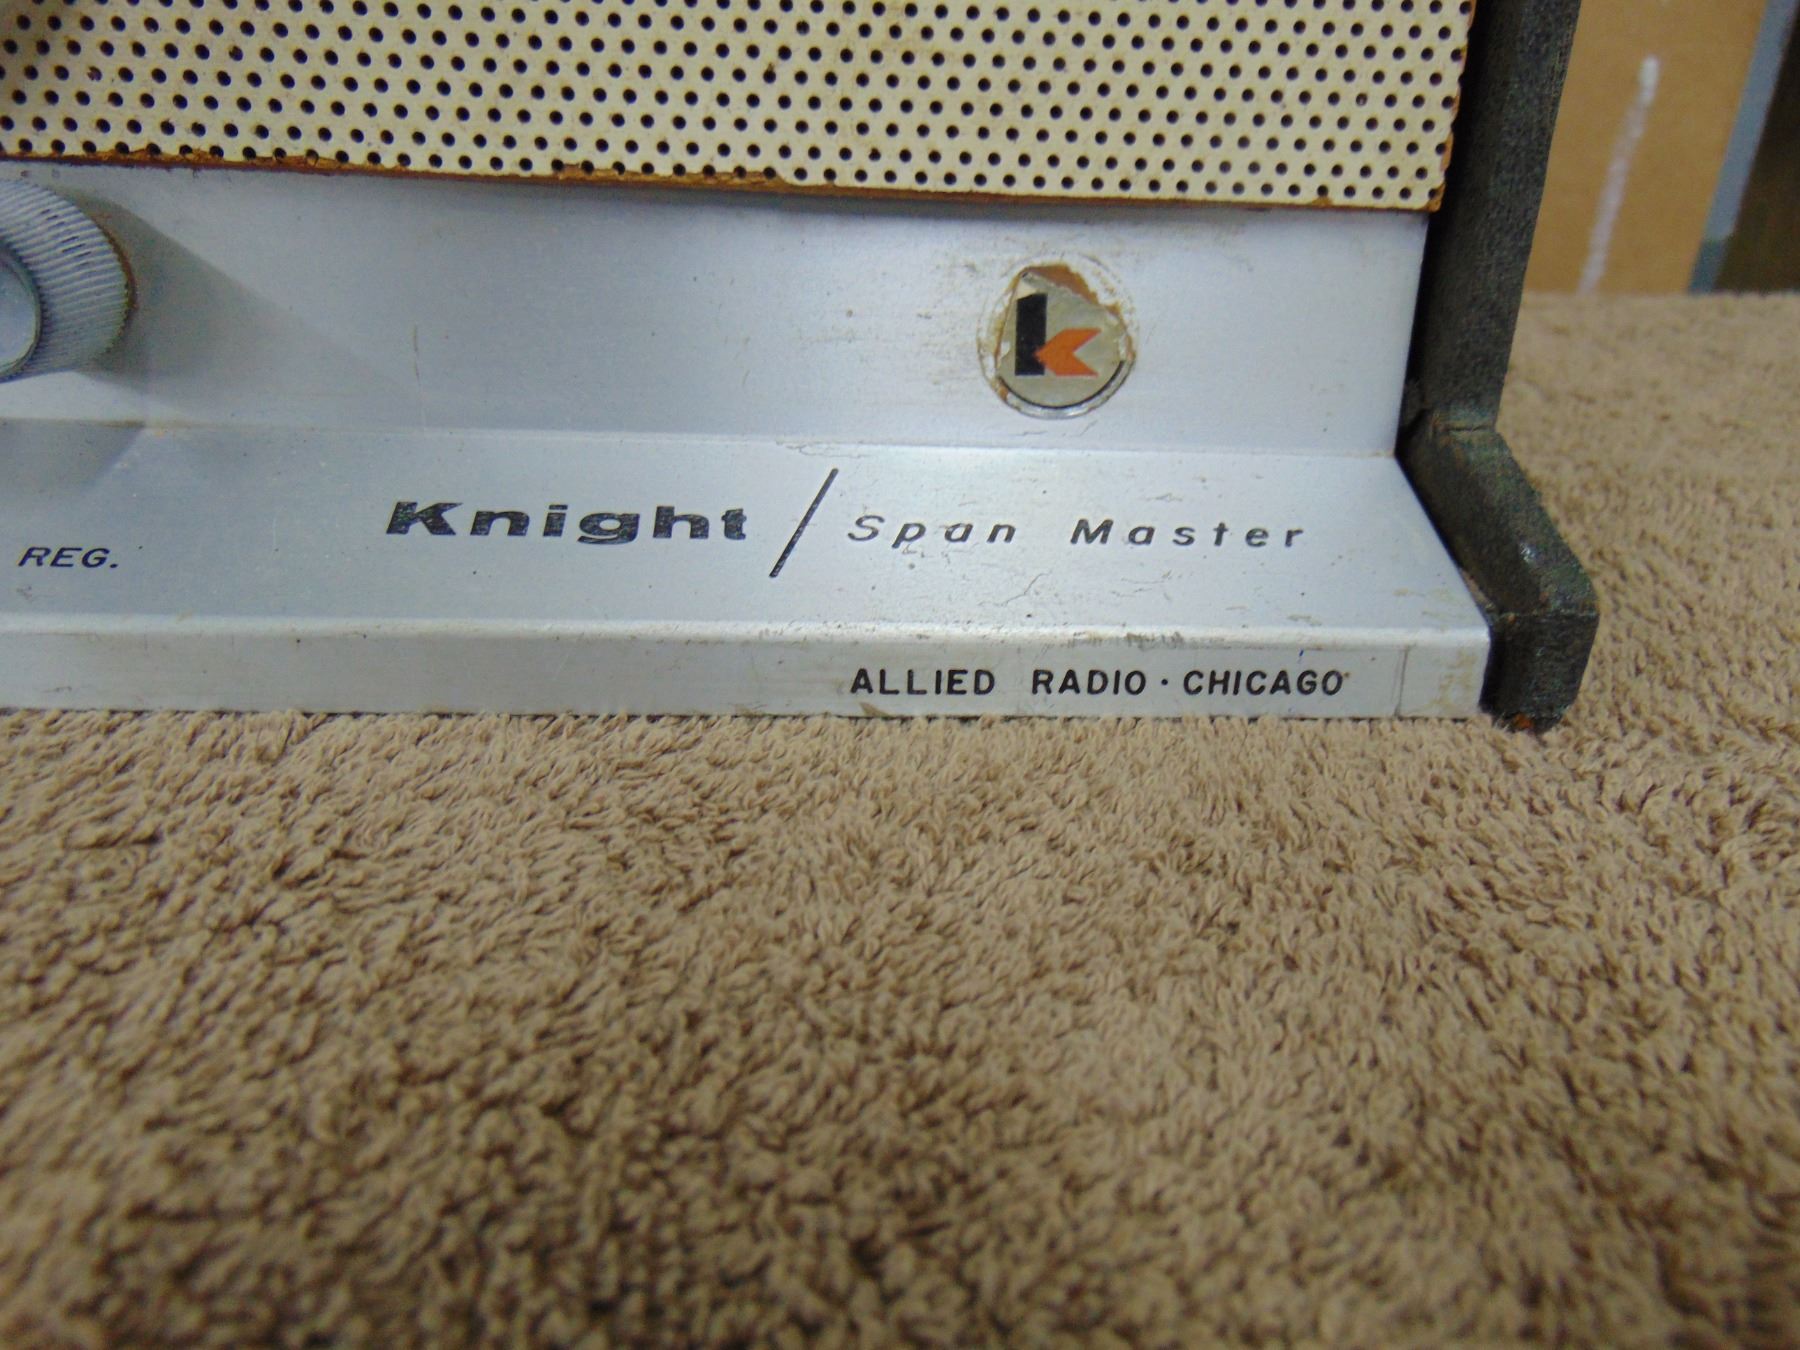 k
REG. Knight / Span Master
ALLIED RADIO · CHICAGO